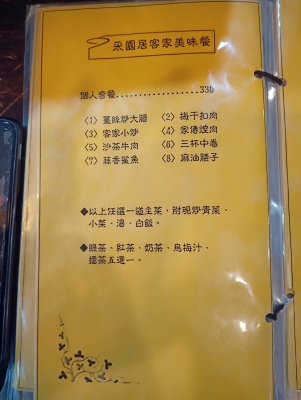 采園居客家美味餐
個人套餐..................330
〈1〉薑絲炒大腸 〈2〉梅干扣肉
〈3〉客家小炒 〈4〉家傳焢肉
〈5〉沙茶牛肉 〈6〉三杯中卷
〈7〉蒜香鯊魚 〈8〉麻油腰子
◆以上任選一道主菜，附現炒青菜、
小菜、湯、白飯。
◆綠茶、紅茶、奶茶、烏梅汁、
擂茶五選一。